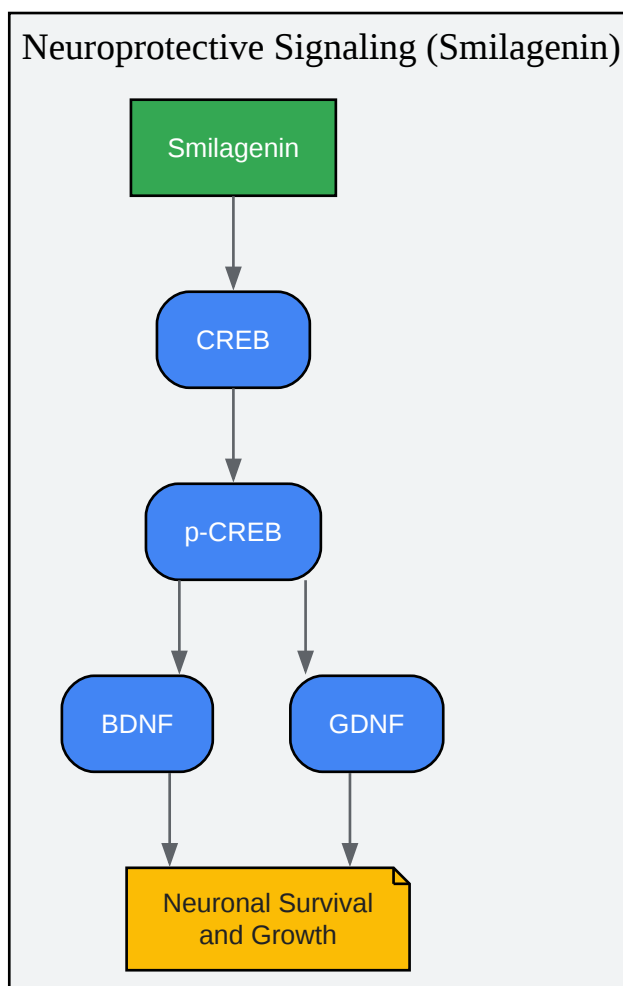 Neuroprotective Signaling (Smilagenin)
Smilagenin
CREB
p-CREB
BDNF
GDNF
Neuronal Survival
and Growth